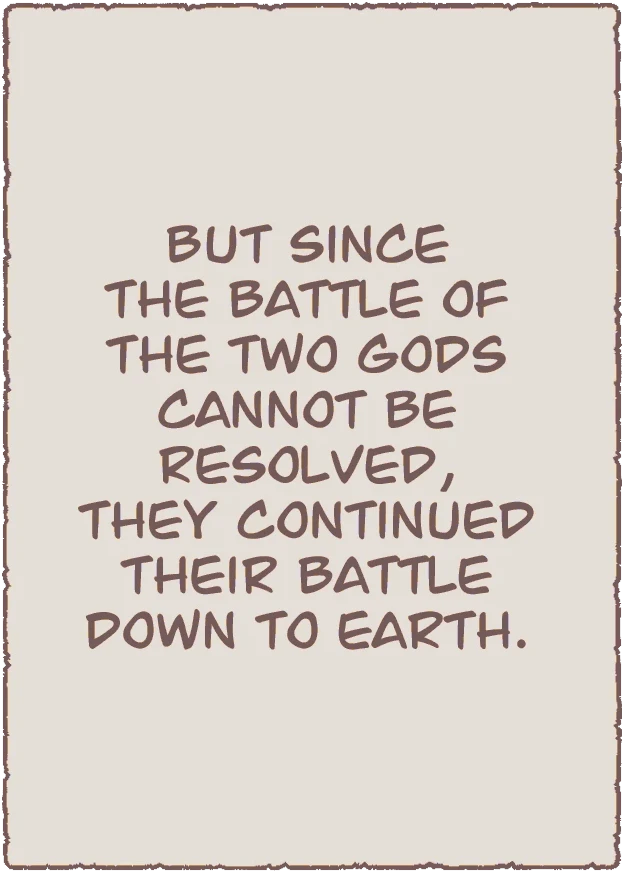 BUT SINCE
THE BATTLE OF
THE TWO GODS
CANNOT BE
RESOLVED,
THEY CONTINUED
THEIR BATTLE
DOWN TO EARTH.